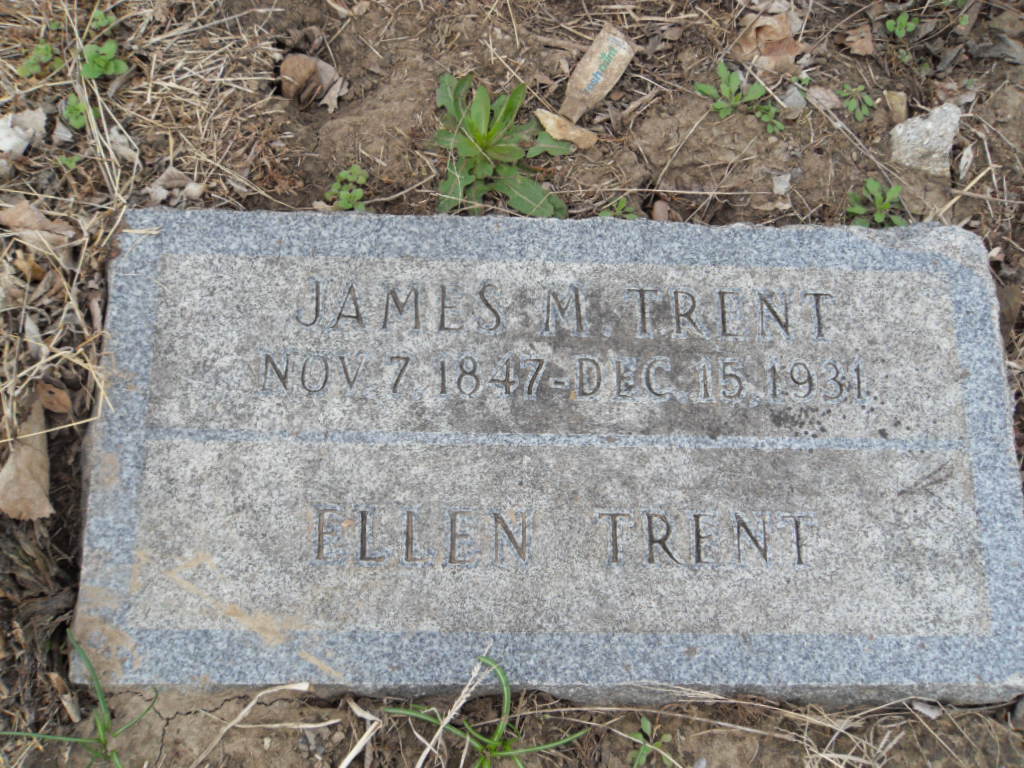 JAMES M. TRENT
NOV 7, 1847-DEC 15, 1931
ELLEN TRENT